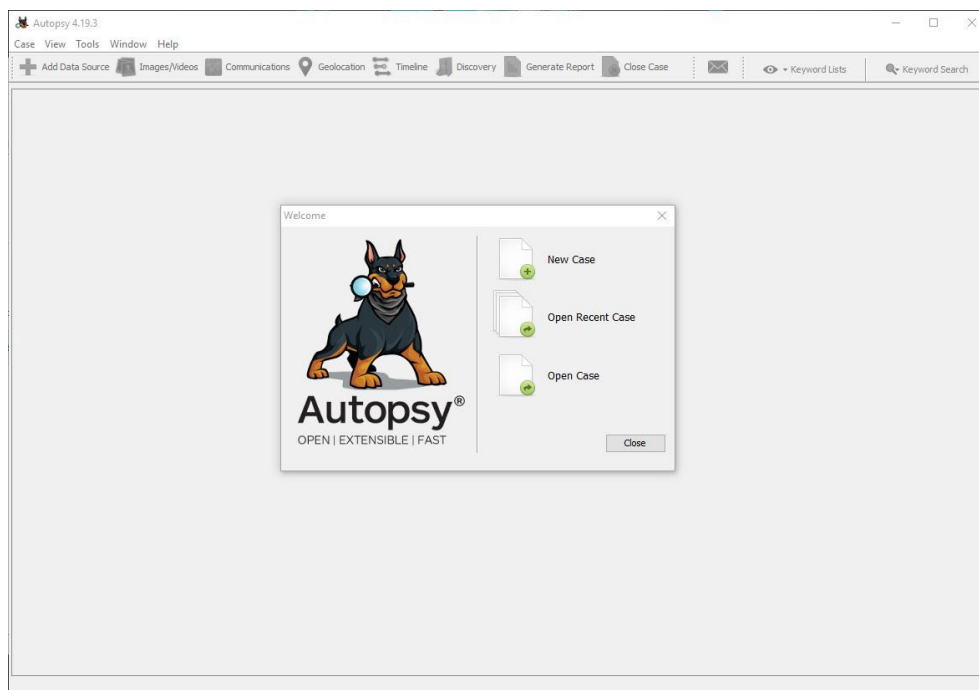 Autopsy 4.19.3
Case View Tools Window Help
Add Data Source Images/Videos Communications Geolocation Timeline Discovery Generate Report Close Case Keyword Lists Keyword Search
Welcome
New Case
Open Recent Case
Open Case
Autopsy®
OPEN | EXTENSIBLE | FAST
Close